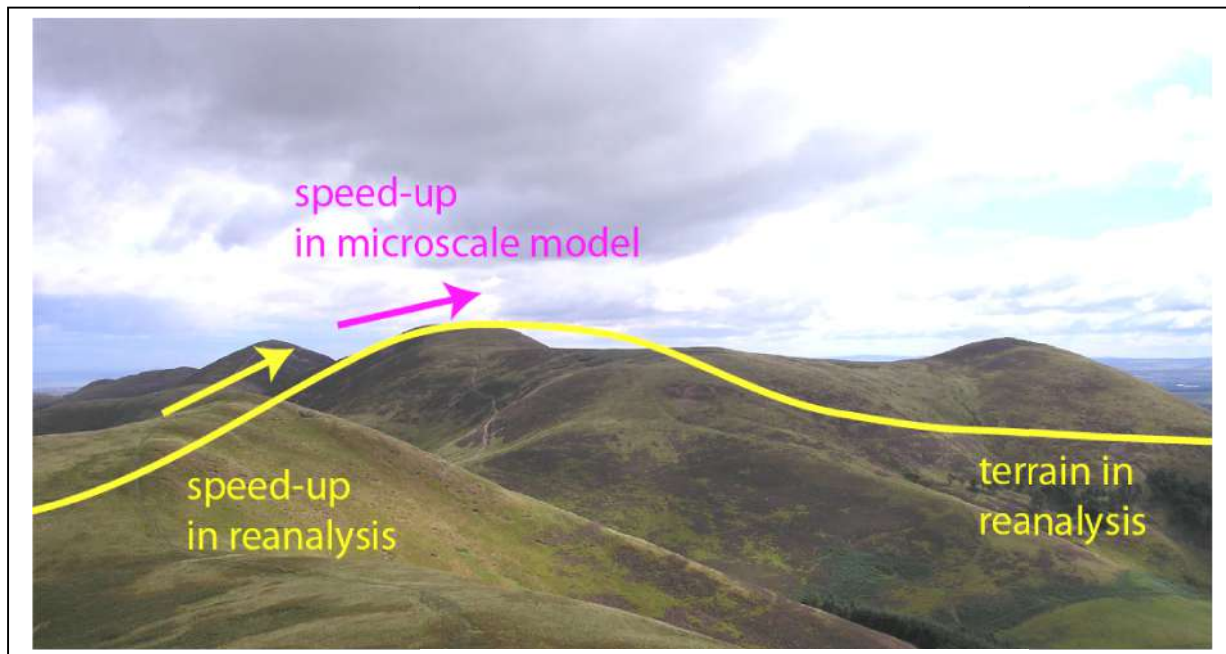 speed-up
in microscale model
speed-up
in reanalysis
terrain in
reanalysis